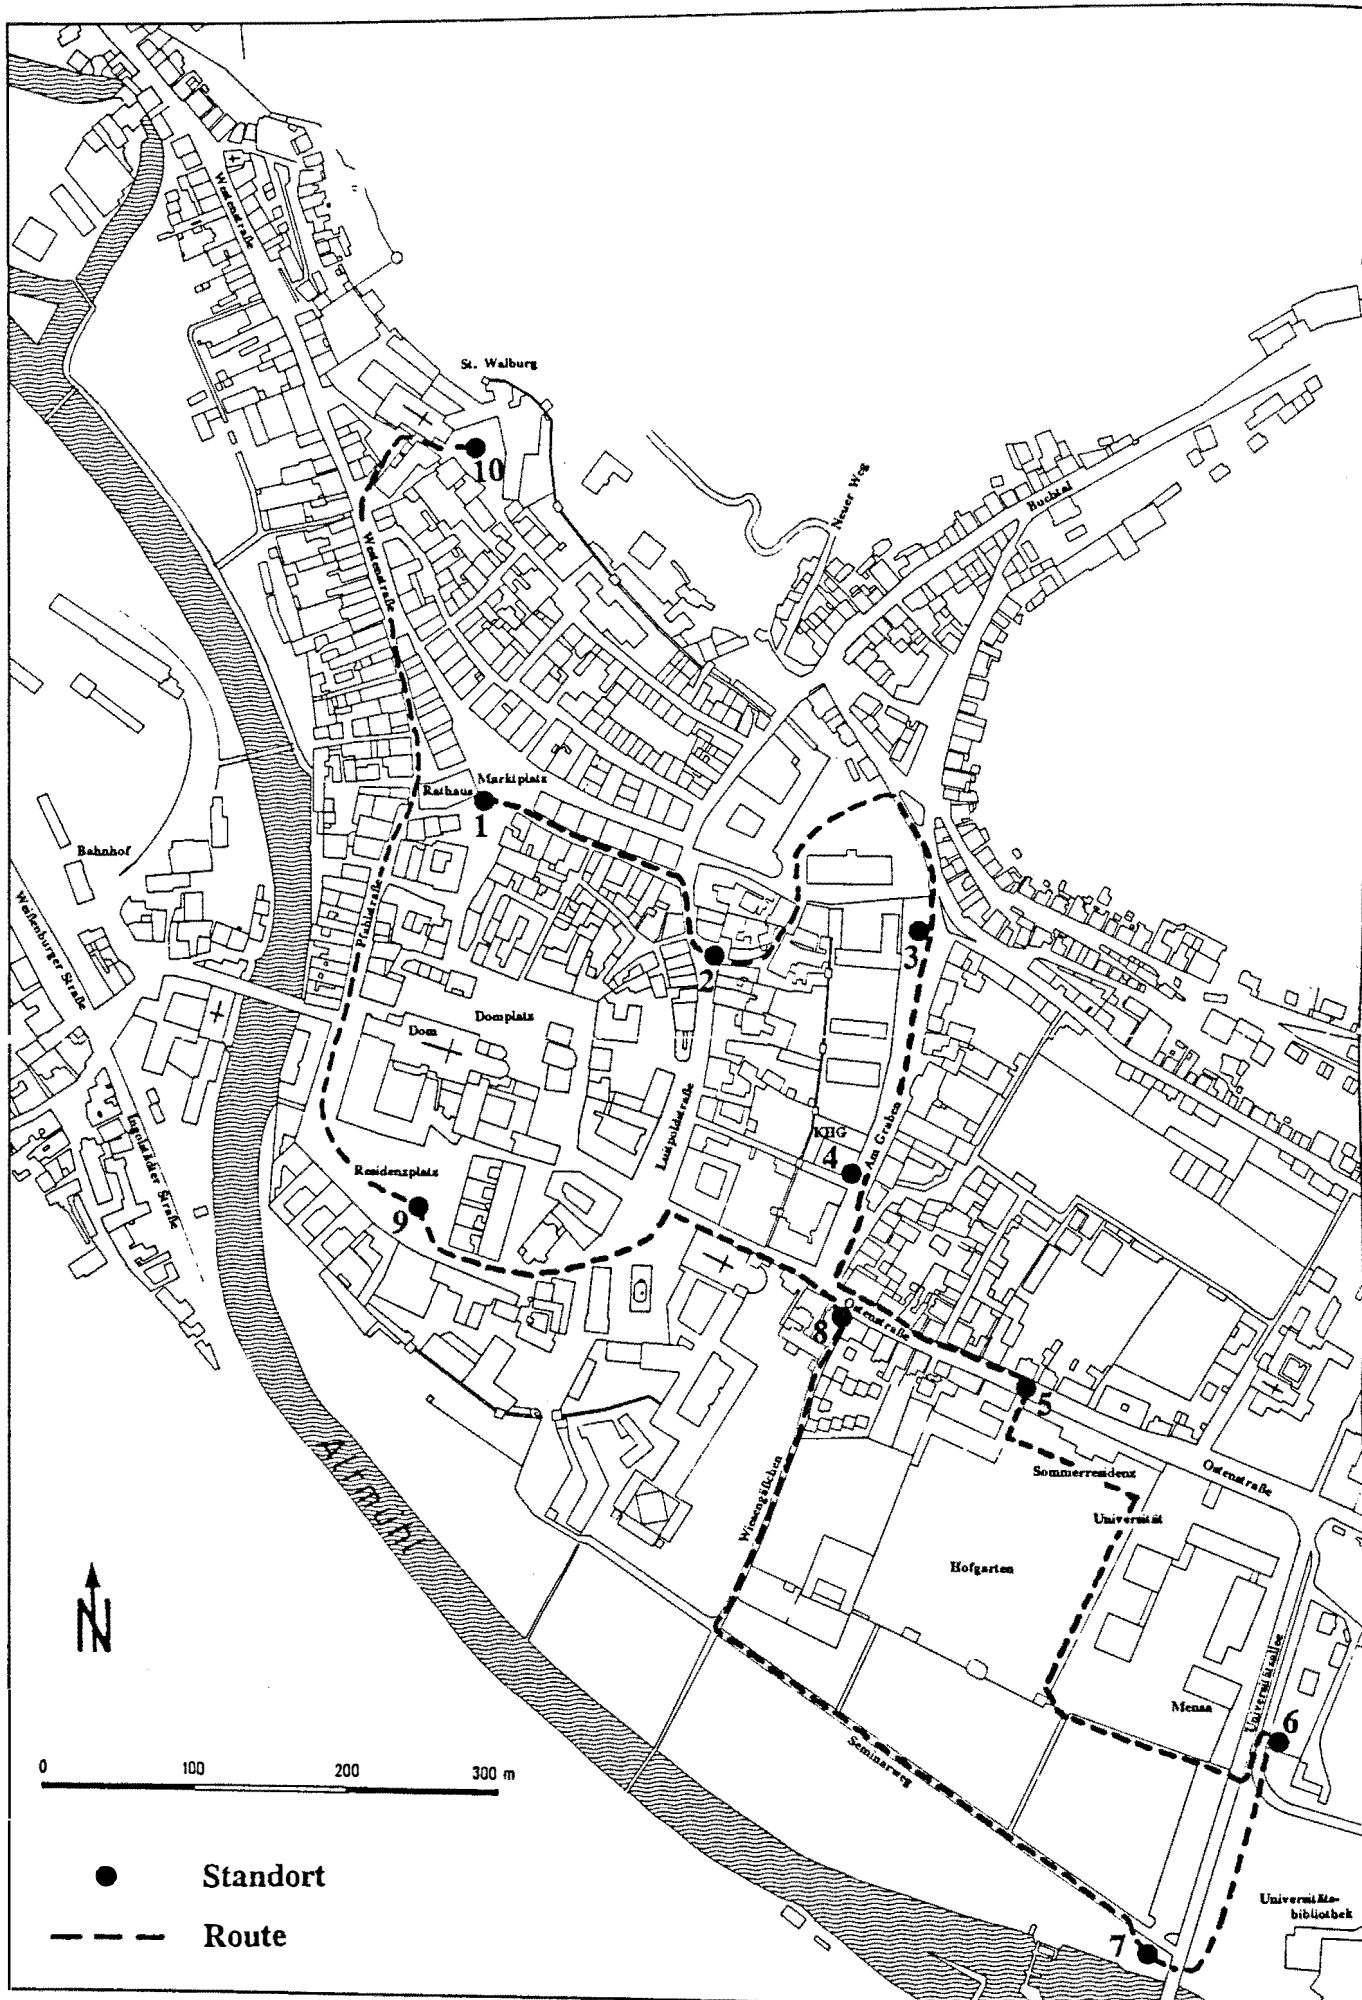 Westenstraße
St. Walburg
10
Neuer Weg
Buchtal
Westenstraße
Marktplatz
Rathaus
1
Bahnhof
Weißenburger Straße
Pfahlstraße
2
3
Dom
Domplatz
Ingolstädter Straße
Luitpoldstraße
KHG
4
Am Graben
Residenzplatz
9
8
Ostenstraße
5
Sommerresidenz
Ostenstraße
Universität
Altmühl
Wiesengäßchen
Hofgarten
N
Mensa
Universitätsallee
6
Seminarweg
0 100 200 300 m
Standort
Universitäts-
bibliothek
7
Route